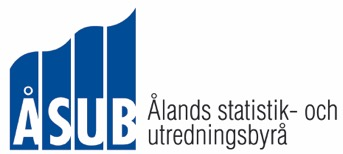 ÅSUB
Ålands statistik- och
utredningsbyrå